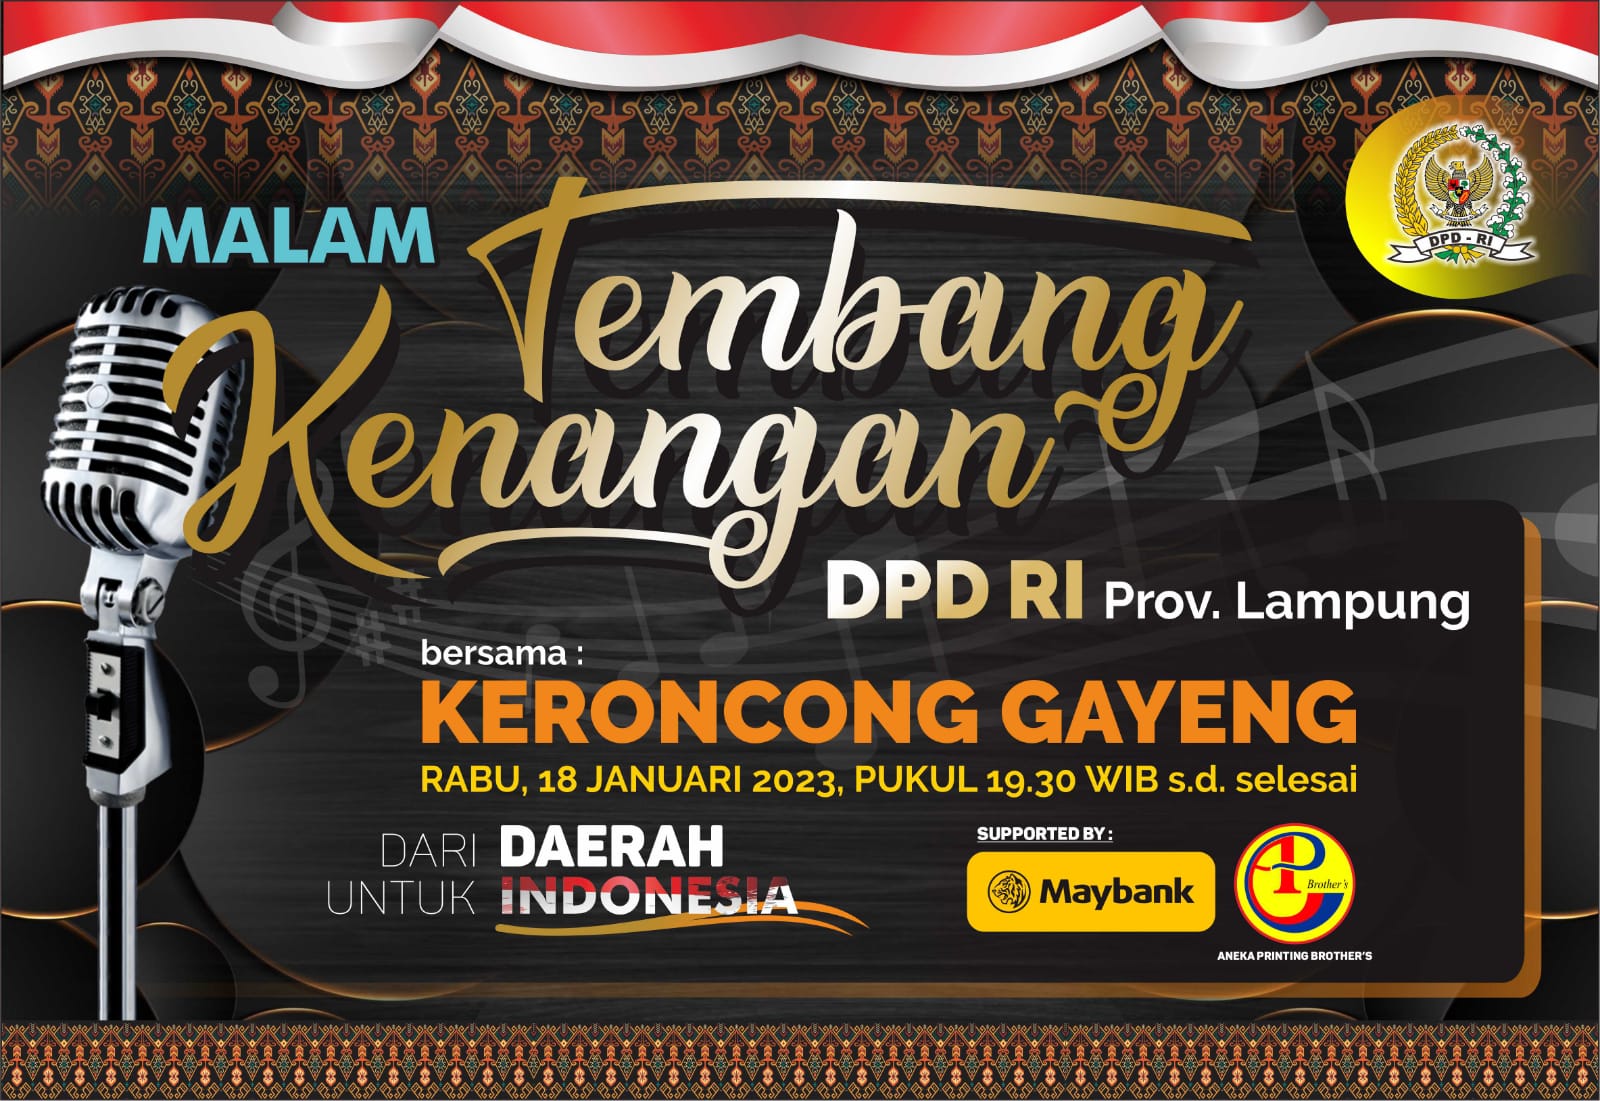 MALAM Tembang
Kenangan
DPD - RI
DPD RI Prov. Lampung
bersama :
KERONCONG GAYENG
RABU, 18 JANUARI 2023, PUKUL 19.30 WIB s.d. selesai
DARI DAERAH
UNTUK INDONESIA
SUPPORTED BY :
Maybank
Brother's
ANEKA PRINTING BROTHER'S